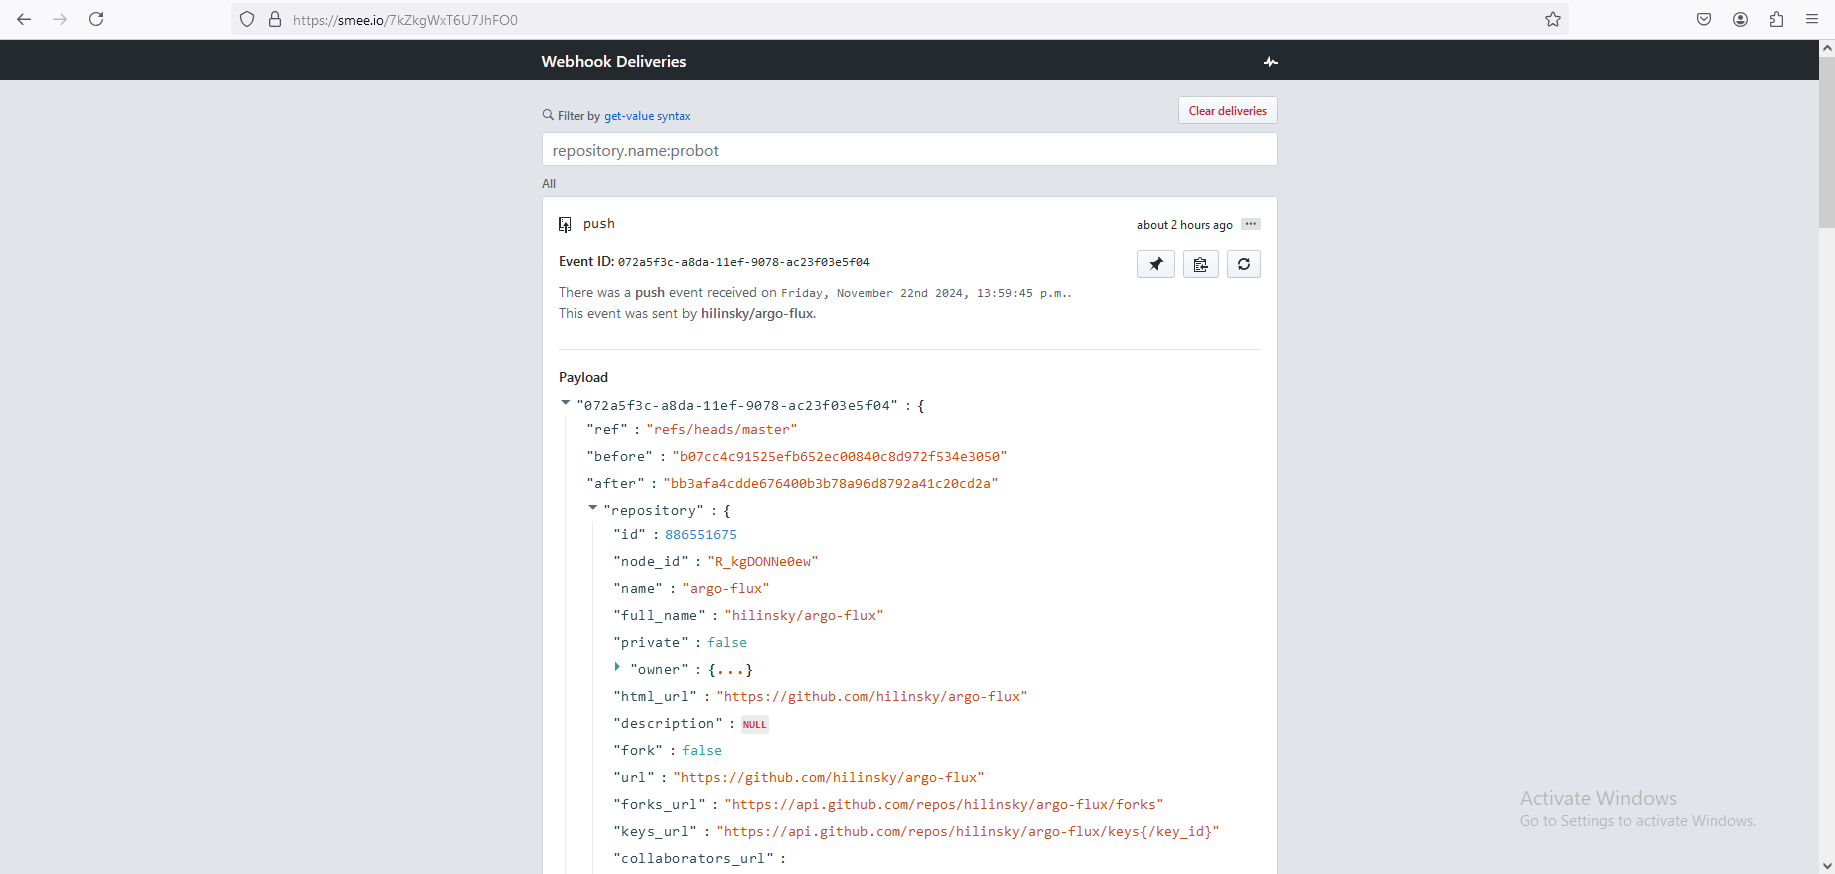 https://smee.io/7kZkgWxT6U7JhFO0
Webhook Deliveries
Filter by get-value syntax
Clear deliveries
repository.name:probot
All
push
about 2 hours ago
Event ID: 072a5f3c-a8da-11ef-9078-ac23f03e5f04
There was a push event received on Friday, November 22nd 2024, 13:59:45 p.m..
This event was sent by hilinsky/argo-flux.
Payload
"072a5f3c-a8da-11ef-9078-ac23f03e5f04" : {
"ref" : "refs/heads/master"
"before" : "b07cc4c91525efb652ec00840c8d972f534e3050"
"after" : "bb3afa4cdde676400b3b78a96d8792a41c20cd2a"
"repository" : {
"id" : 886551675
"node_id" : "R_kgDONNe0ew"
"name" : "argo-flux"
"full_name" : "hilinsky/argo-flux"
"private" : false
"owner" : {...}
"html_url" : "https://github.com/hilinsky/argo-flux"
"description" : NULL
"fork" : false
"url" : "https://github.com/hilinsky/argo-flux"
"forks_url" : "https://api.github.com/repos/hilinsky/argo-flux/forks"
"keys_url" : "https://api.github.com/repos/hilinsky/argo-flux/keys{/key_id}"
"collaborators_url" :
Activate Windows
Go to Settings to activate Windows.